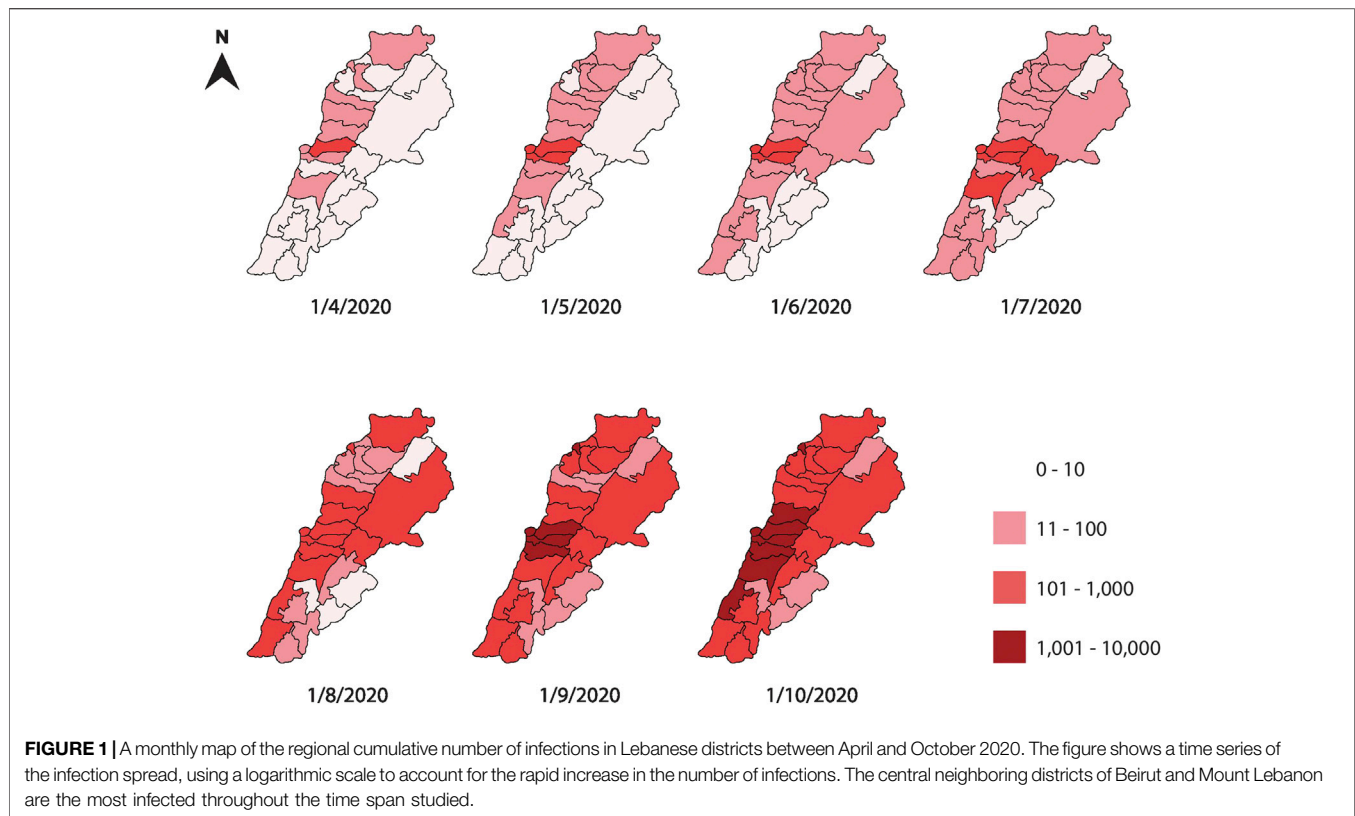 N
1/4/2020
1/5/2020
1/6/2020
1/7/2020
0 - 10
11 - 100
101 - 1,000
1,001 - 10,000
1/8/2020
1/9/2020
1/10/2020
FIGURE 1 | A monthly map of the regional cumulative number of infections in Lebanese districts between April and October 2020. The figure shows a time series of
the infection spread, using a logarithmic scale to account for the rapid increase in the number of infections. The central neighboring districts of Beirut and Mount Lebanon
are the most infected throughout the time span studied.